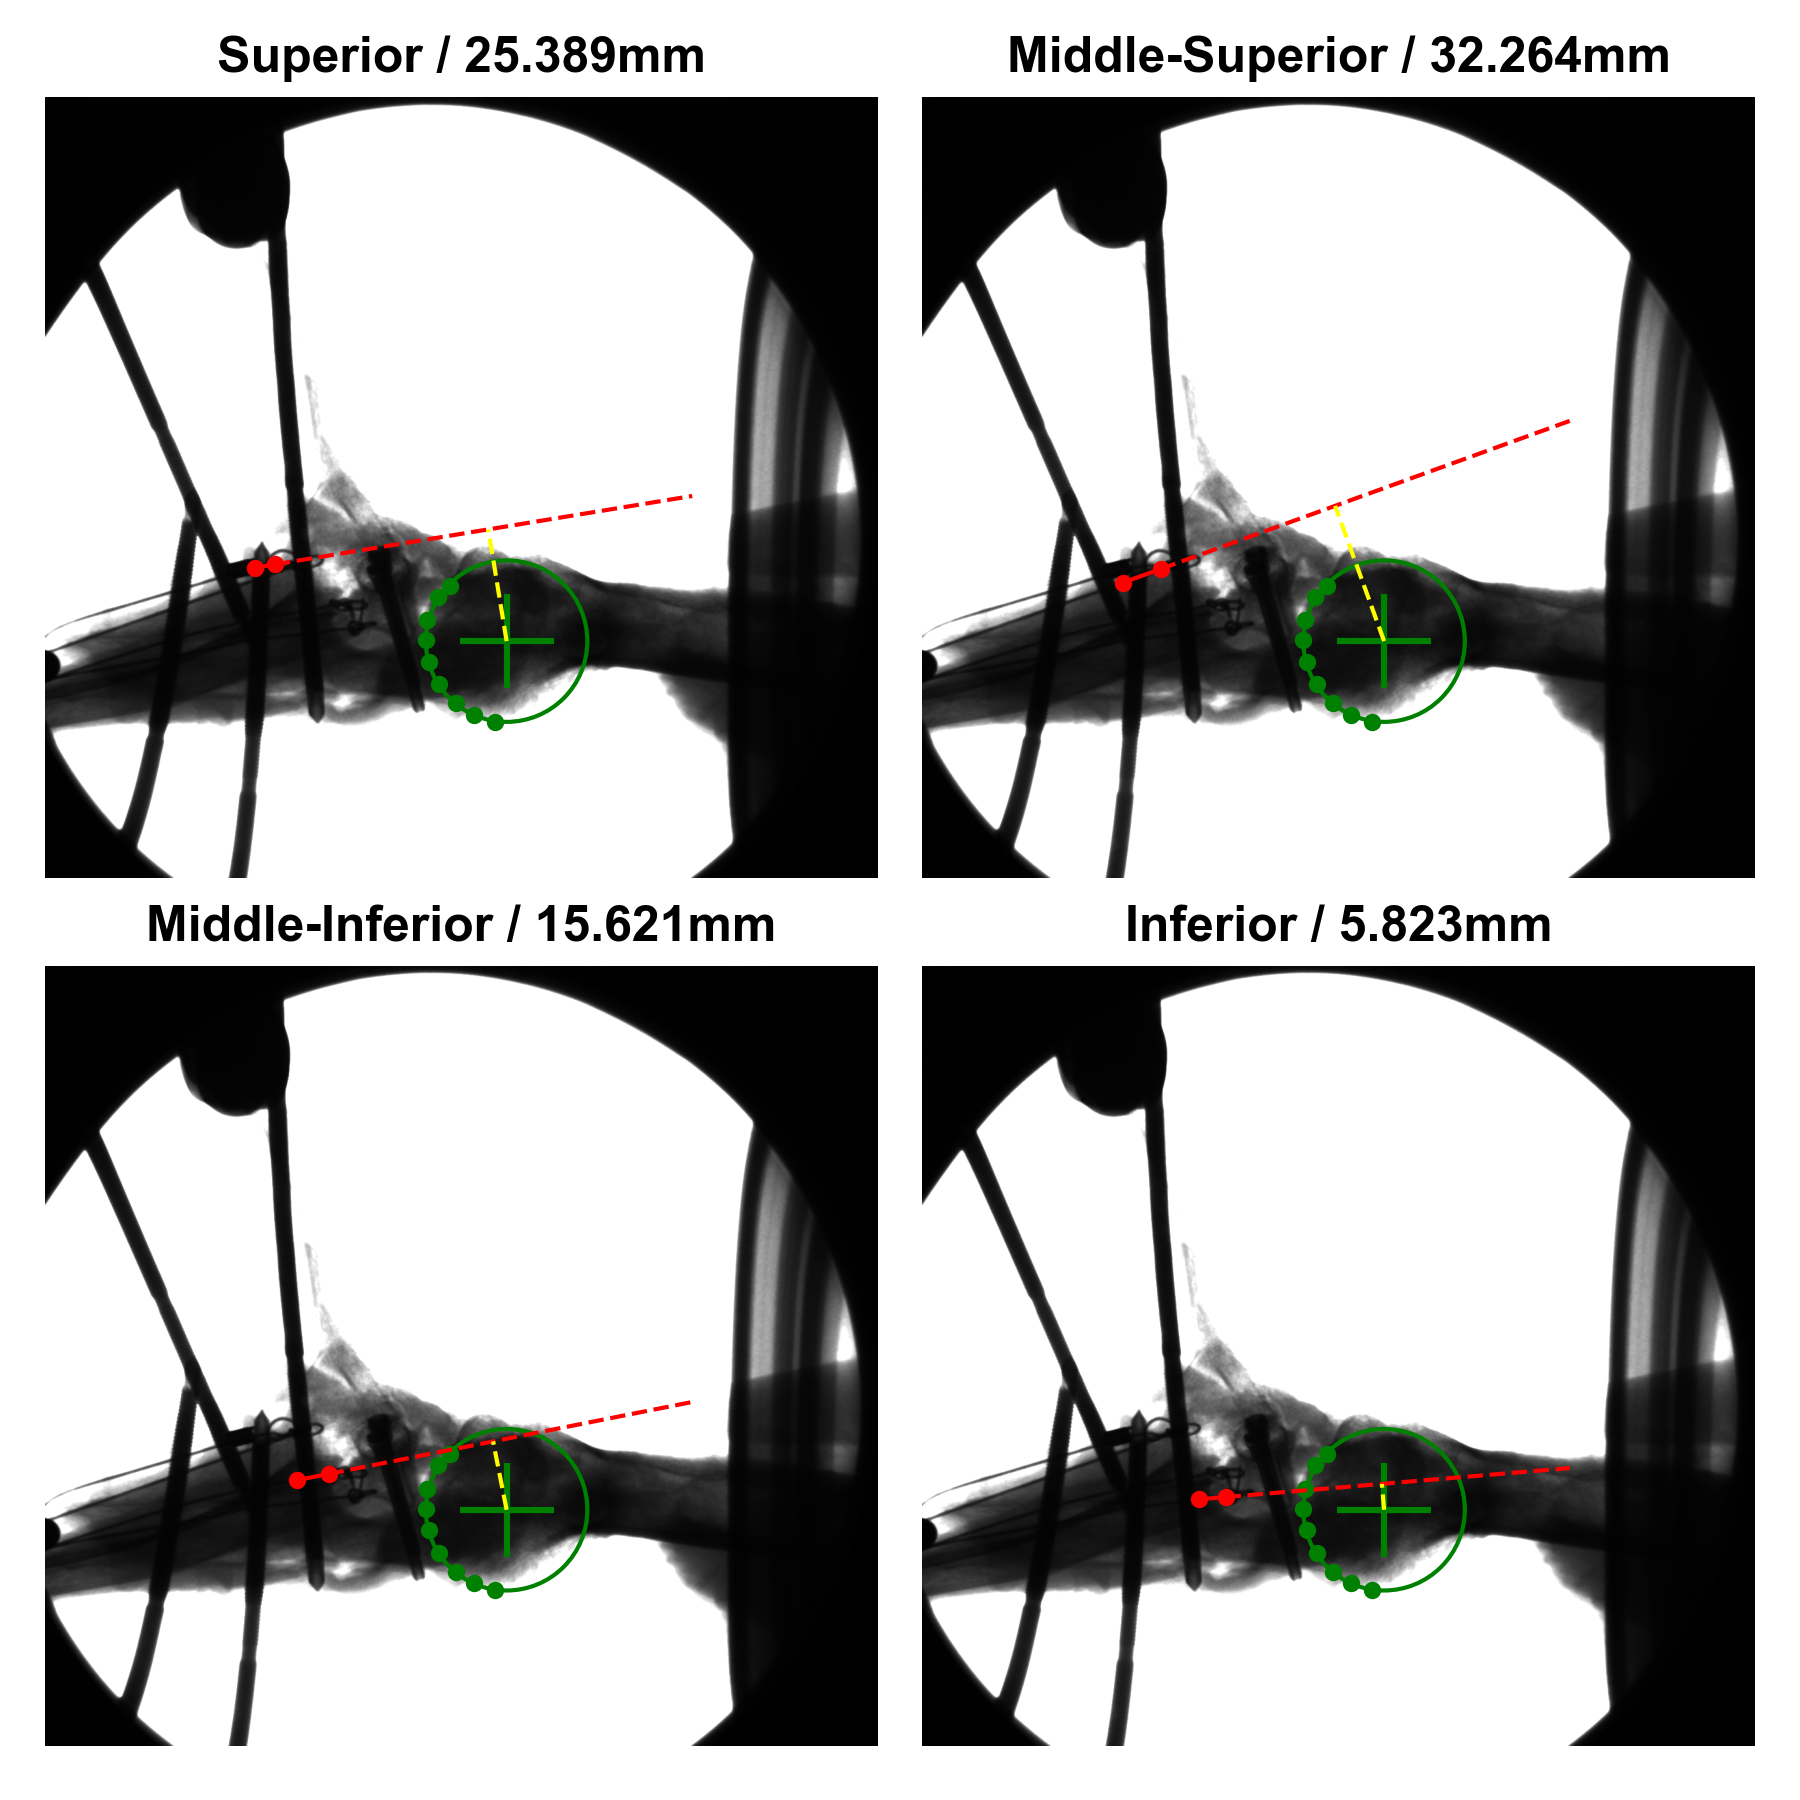 Superior / 25.389mm
Middle-Superior / 32.264mm
Middle-Inferior / 15.621mm
Inferior / 5.823mm